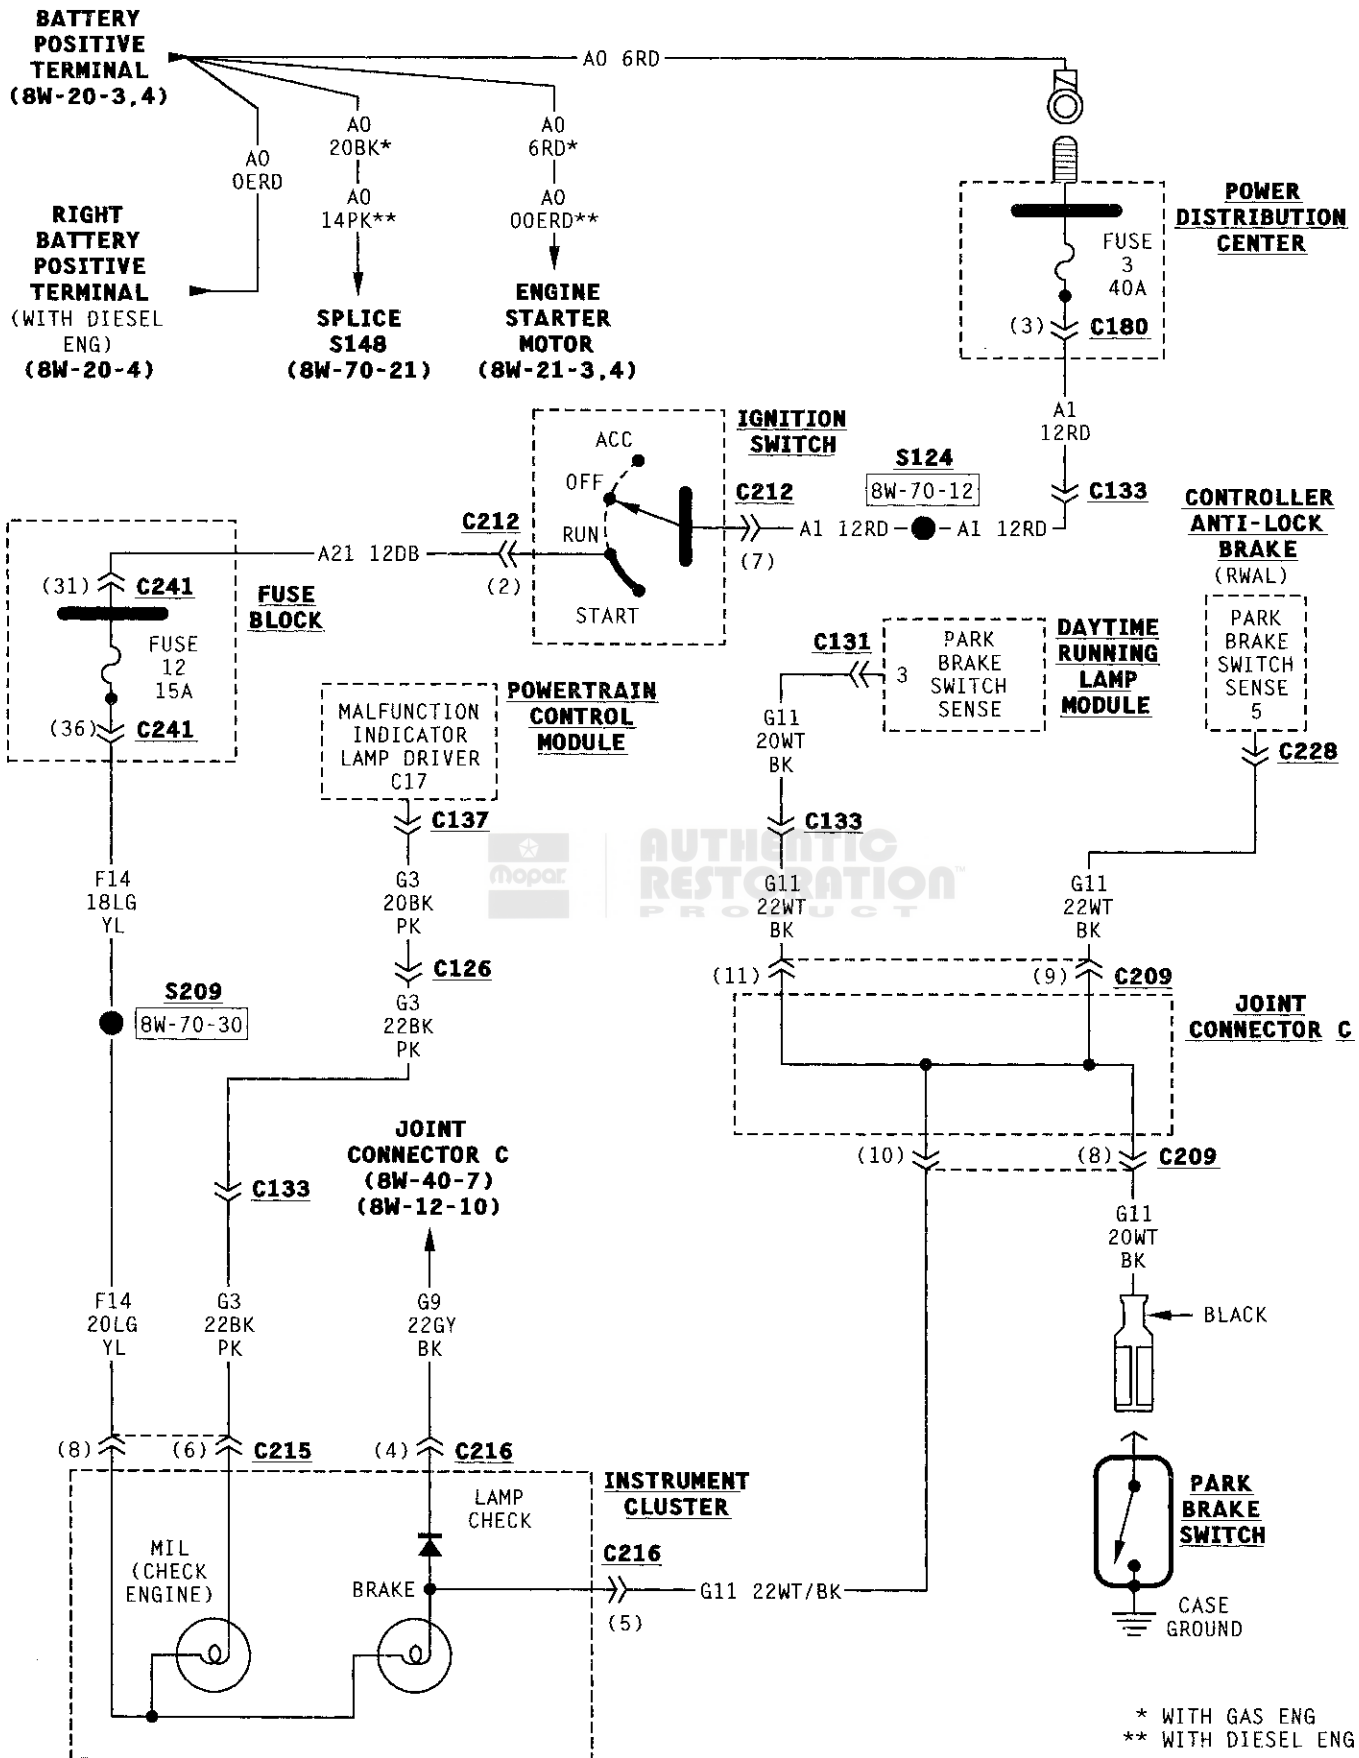 BATTERY
POSITIVE
TERMINAL
(8W-20-3,4)
A0 6RD
A0
0ERD
A0
20BK*
A0
14PK**
A0
6RD*
A0
00ERD**
RIGHT
BATTERY
POSITIVE
TERMINAL
(WITH DIESEL
ENG)
(8W-20-4)
SPLICE
S148
(8W-70-21)
ENGINE
STARTER
MOTOR
(8W-21-3,4)
POWER
DISTRIBUTION
CENTER
FUSE
3
40A
(3)
C180
A1
12RD
C133
IGNITION
SWITCH
ACC
OFF
RUN
START
C212
(7)
A1 12RD
S124
8W-70-12
A1 12RD
C212
(2)
A21 12DB
(31)
C241
FUSE
BLOCK
FUSE
12
15A
(36)
C241
CONTROLLER
ANTI-LOCK
BRAKE
(RWAL)
PARK
BRAKE
SWITCH
SENSE
5
C228
DAYTIME
RUNNING
LAMP
MODULE
C131
3
PARK
BRAKE
SWITCH
SENSE
G11
20WT
BK
C133
POWERTRAIN
CONTROL
MODULE
MALFUNCTION
INDICATOR
LAMP DRIVER
C17
C137
Mopar
AUTHENTIC
RESTORATION™
PRODUCT
F14
18LG
YL
G3
20BK
PK
C126
G3
22BK
PK
G11
22WT
BK
G11
22WT
BK
(11)
(9)
C209
JOINT
CONNECTOR C
S209
8W-70-30
JOINT
CONNECTOR C
(8W-40-7)
(8W-12-10)
(10)
(8)
C209
C133
G11
20WT
BK
F14
20LG
YL
G3
22BK
PK
G9
22GY
BK
BLACK
(8)
(6)
C215
(4)
C216
INSTRUMENT
CLUSTER
LAMP
CHECK
MIL
(CHECK
ENGINE)
BRAKE
C216
(5)
G11 22WT/BK
PARK
BRAKE
SWITCH
CASE
GROUND
* WITH GAS ENG
** WITH DIESEL ENG